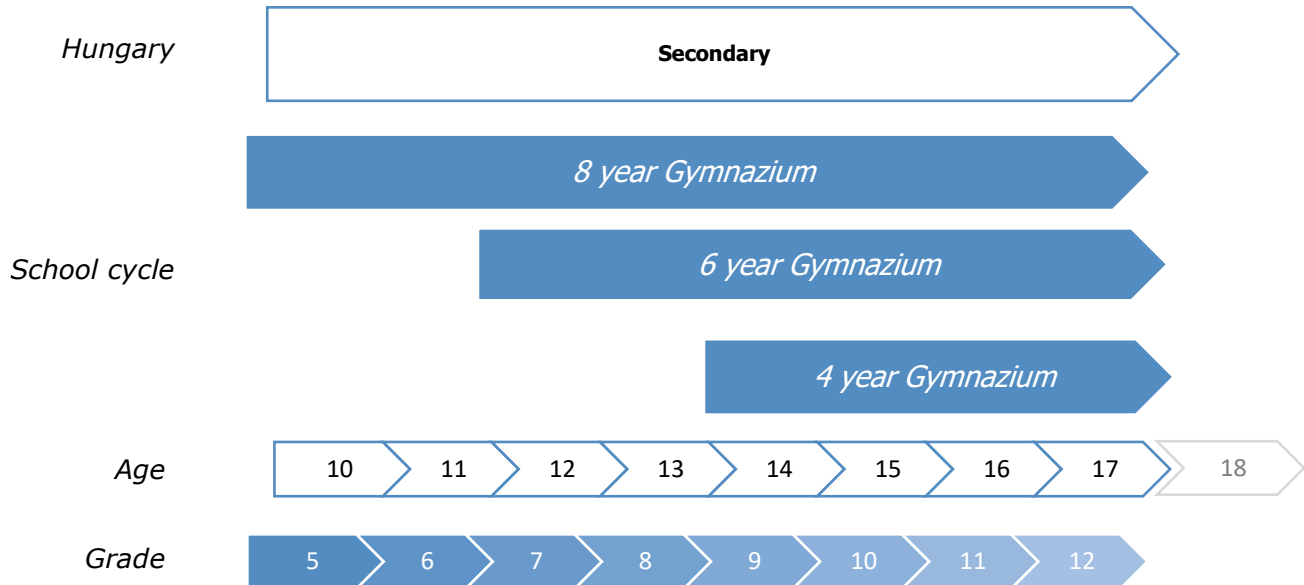 Hungary
Secondary
8 year Gymnazium
School cycle
6 year Gymnazium
4 year Gymnazium
Age
10 11 12 13 14 15 16 17 18
Grade
5 6 7 8 9 10 11 12